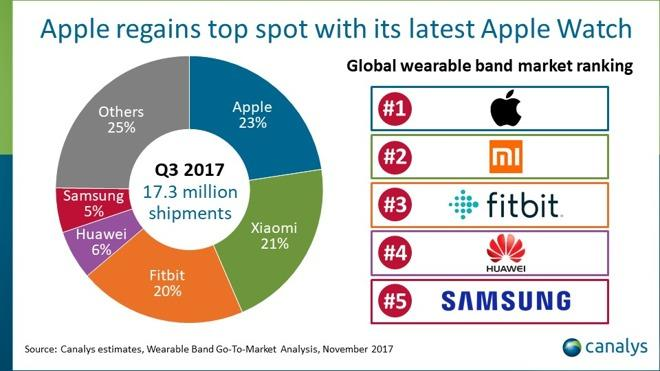 Apple regains top spot with its latest Apple Watch
Global wearable band market ranking
Others
25%
Apple
23%
Samsung
5%
Huawei
6%
Fitbit
20%
Xiaomi
21%
Q3 2017
17.3 million
shipments
#1
#2
mi
#3
fitbit.
#4
HUAWEI
#5
SAMSUNG
Source: Canalys estimates, Wearable Band Go-To-Market Analysis, November 2017
canalys